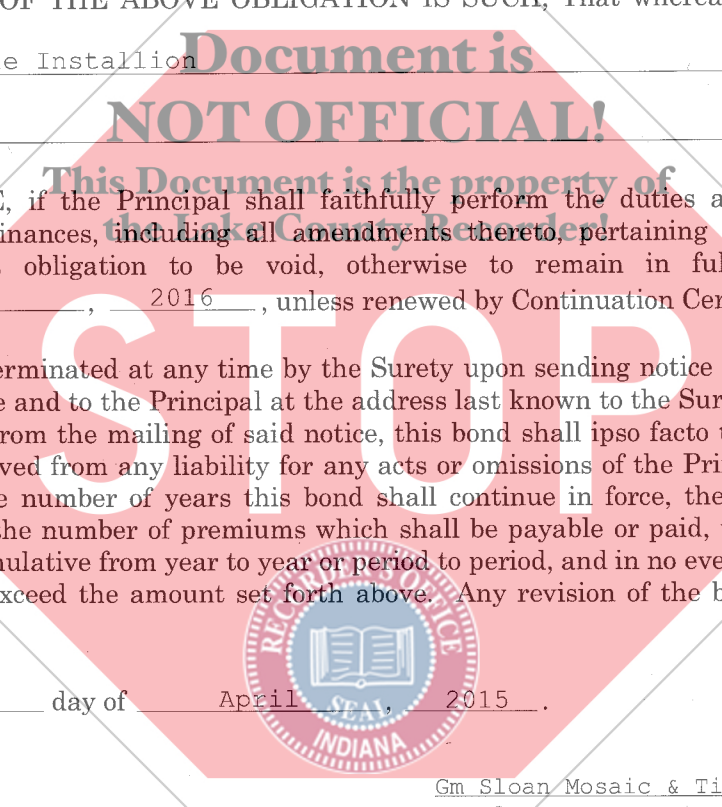 OF THE ABOVE OBLIGATION IS SUCH, That wherea
e Installion
Document is
NOT OFFICIAL!
This Document is the property of
the Lake County Recorder!
E, if the Principal shall faithfully perform the duties a
inances, including all amendments thereto, pertaining
obligation to be void, otherwise to remain in ful
, 2016 , unless renewed by Continuation Cer
STOP
erminated at any time by the Surety upon sending notice
e and to the Principal at the address last known to the Sur
rom the mailing of said notice, this bond shall ipso facto t
ved from any liability for any acts or omissions of the Prin
e number of years this bond shall continue in force, the
the number of premiums which shall be payable or paid,
mulative from year to year or period to period, and in no eve
xceed the amount set forth above. Any revision of the b
RECORDER'S OFFICE
SEAL
INDIANA
day of April , 2015 .
Gm Sloan Mosaic & Ti